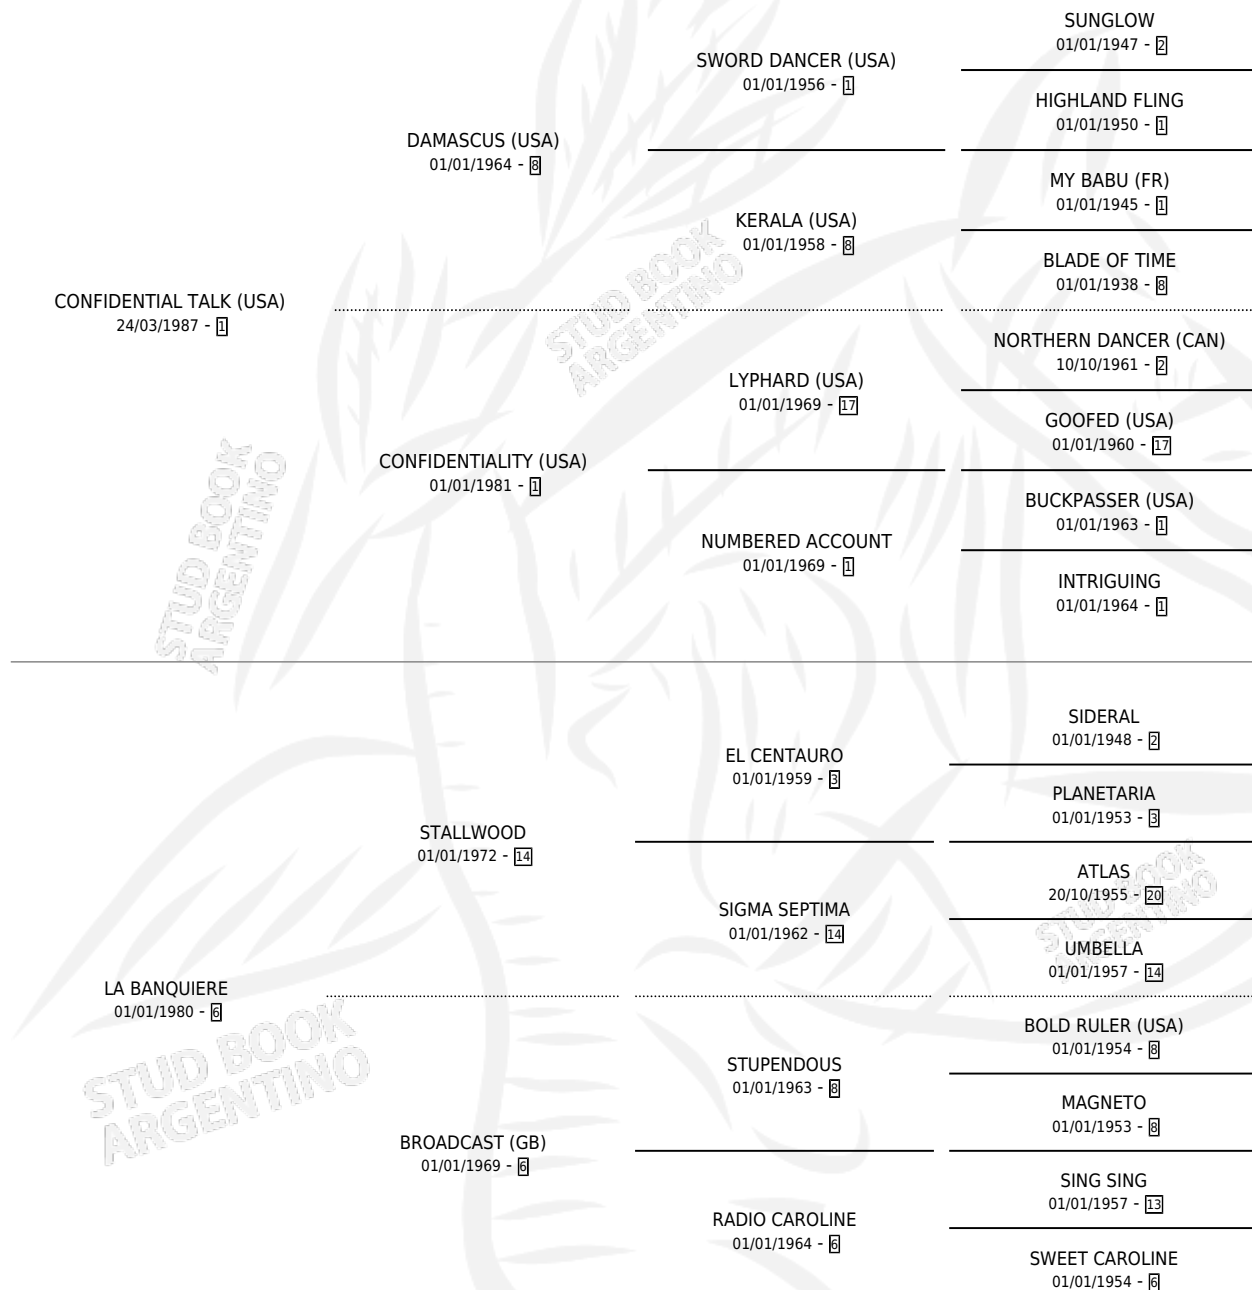 SUNGLOW
01/01/1947 - 2
SWORD DANCER (USA)
01/01/1956 - 1
HIGHLAND FLING
01/01/1950 - 1
DAMASCUS (USA)
01/01/1964 - 8
MY BABU (FR)
01/01/1945 - 1
KERALA (USA)
01/01/1958 - 8
BLADE OF TIME
01/01/1938 - 8
CONFIDENTIAL TALK (USA)
24/03/1987 - 1
NORTHERN DANCER (CAN)
10/10/1961 - 2
LYPHARD (USA)
01/01/1969 - 17
GOOFED (USA)
01/01/1960 - 17
CONFIDENTIALITY (USA)
01/01/1981 - 1
BUCKPASSER (USA)
01/01/1963 - 1
NUMBERED ACCOUNT
01/01/1969 - 1
INTRIGUING
01/01/1964 - 1
SIDERAL
01/01/1948 - 2
EL CENTAURO
01/01/1959 - 3
PLANETARIA
01/01/1953 - 3
STALLWOOD
01/01/1972 - 14
ATLAS
20/10/1955 - 20
SIGMA SEPTIMA
01/01/1962 - 14
UMBELLA
01/01/1957 - 14
LA BANQUIERE
01/01/1980 - 6
BOLD RULER (USA)
01/01/1954 - 8
STUPENDOUS
01/01/1963 - 8
MAGNETO
01/01/1953 - 8
BROADCAST (GB)
01/01/1969 - 6
SING SING
01/01/1957 - 13
RADIO CAROLINE
01/01/1964 - 6
SWEET CAROLINE
01/01/1954 - 6
STUD BOOK
ARGENTINO
STUD BOOK
ARGENTINO
STUD BOOK
ARGENTINO
STUD BOOK
ARGENTINO